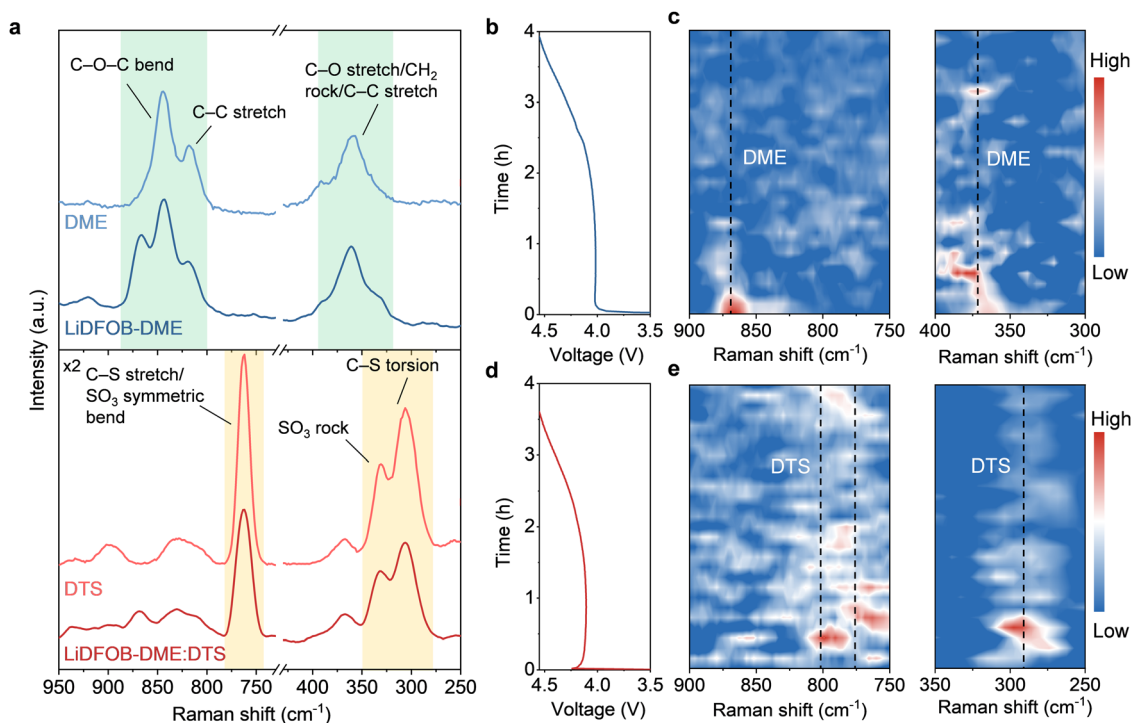 a
C–O–C bend
C–C stretch
C–O stretch/CH2
rock/C–C stretch
DME
LiDFOB-DME
x2
C–S stretch/
SO3 symmetric
bend
C–S torsion
SO3 rock
DTS
LiDFOB-DME:DTS
Intensity (a.u.)
950 850 750 400 350 300 250
Raman shift (cm-1)
b
4
3
2
1
0
Time (h)
4.5 4.0 3.5
Voltage (V)
c
DME
900 850 800 750
Raman shift (cm-1)
DME
400 350 300
Raman shift (cm-1)
High
Low
d
4
3
2
1
0
Time (h)
4.5 4.0 3.5
Voltage (V)
e
DTS
900 850 800 750
Raman shift (cm-1)
DTS
350 300 250
Raman shift (cm-1)
High
Low